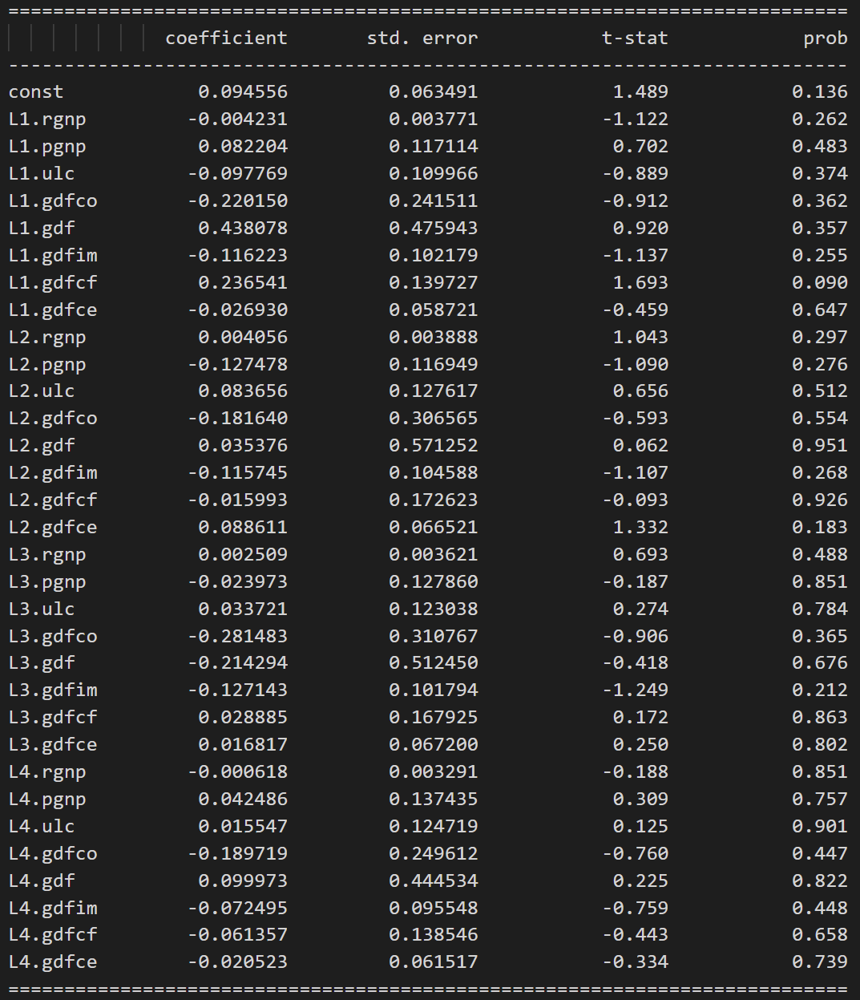 ===========================================================================
              coefficient       std. error           t-stat            prob
---------------------------------------------------------------------------
const            0.094556         0.063491            1.489           0.136
L1.rgnp         -0.004231         0.003771           -1.122           0.262
L1.pgnp          0.082204         0.117114            0.702           0.483
L1.ulc          -0.097769         0.109966           -0.889           0.374
L1.gdfco        -0.220150         0.241511           -0.912           0.362
L1.gdf           0.438078         0.475943            0.920           0.357
L1.gdfim        -0.116223         0.102179           -1.137           0.255
L1.gdfcf         0.236541         0.139727            1.693           0.090
L1.gdfce        -0.026930         0.058721           -0.459           0.647
L2.rgnp          0.004056         0.003888            1.043           0.297
L2.pgnp         -0.127478         0.116949           -1.090           0.276
L2.ulc           0.083656         0.127617            0.656           0.512
L2.gdfco        -0.181640         0.306565           -0.593           0.554
L2.gdf           0.035376         0.571252            0.062           0.951
L2.gdfim        -0.115745         0.104588           -1.107           0.268
L2.gdfcf        -0.015993         0.172623           -0.093           0.926
L2.gdfce         0.088611         0.066521            1.332           0.183
L3.rgnp          0.002509         0.003621            0.693           0.488
L3.pgnp         -0.023973         0.127860           -0.187           0.851
L3.ulc           0.033721         0.123038            0.274           0.784
L3.gdfco        -0.281483         0.310767           -0.906           0.365
L3.gdf          -0.214294         0.512450           -0.418           0.676
L3.gdfim        -0.127143         0.101794           -1.249           0.212
L3.gdfcf         0.028885         0.167925            0.172           0.863
L3.gdfce         0.016817         0.067200            0.250           0.802
L4.rgnp         -0.000618         0.003291           -0.188           0.851
L4.pgnp          0.042486         0.137435            0.309           0.757
L4.ulc           0.015547         0.124719            0.125           0.901
L4.gdfco        -0.189719         0.249612           -0.760           0.447
L4.gdf           0.099973         0.444534            0.225           0.822
L4.gdfim        -0.072495         0.095548           -0.759           0.448
L4.gdfcf        -0.061357         0.138546           -0.443           0.658
L4.gdfce        -0.020523         0.061517           -0.334           0.739
===========================================================================